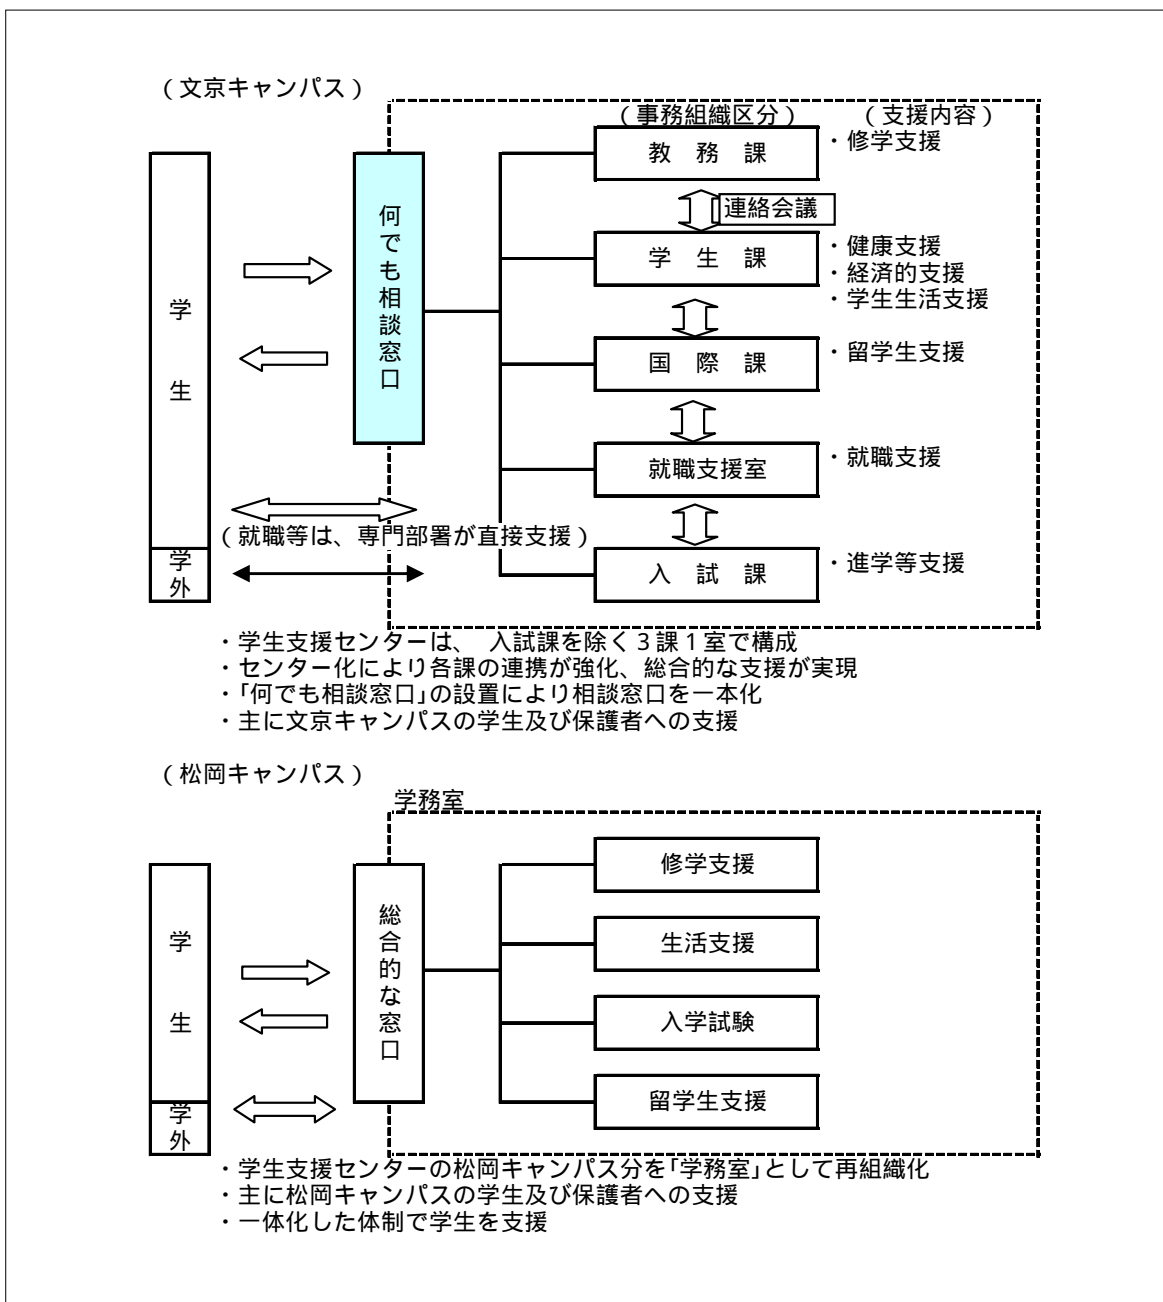 （文京キャンパス）
（事務組織区分）　（支援内容）
教　務　課　・修学支援
連絡会議
何でも相談窓口
学生
学　生　課　・健康支援
・経済的支援
・学生生活支援
国　際　課　・留学生支援
就職支援室　・就職支援
（就職等は、専門部署が直接支援）
学外
入　試　課　・進学等支援
・学生支援センターは、　入試課を除く３課１室で構成
・センター化により各課の連携が強化、総合的な支援が実現
・「何でも相談窓口」の設置により相談窓口を一本化
・主に文京キャンパスの学生及び保護者への支援
（松岡キャンパス）
学務室
学生
総合的な窓口
修学支援
生活支援
入学試験
留学生支援
学外
・学生支援センターの松岡キャンパス分を「学務室」として再組織化
・主に松岡キャンパスの学生及び保護者への支援
・一体化した体制で学生を支援